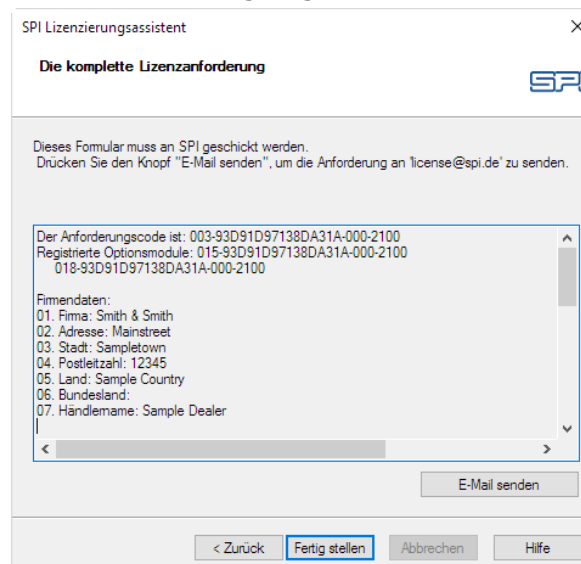 SPI Lizenzierungsassistent
Die komplette Lizenzanforderung
Dieses Formular muss an SPI geschickt werden.
Drücken Sie den Knopf "E-Mail senden", um die Anforderung an 'license@spi.de' zu senden.
Der Anforderungscode ist: 003-93D91D97138DA31A-000-2100
Registrierte Optionsmodule: 015-93D91D97138DA31A-000-2100
018-93D91D97138DA31A-000-2100
Firmendaten:
01. Firma: Smith & Smith
02. Adresse: Mainstreet
03. Stadt: Sampletown
04. Postleitzahl: 12345
05. Land: Sample Country
06. Bundesland:
07. Händlername: Sample Dealer
E-Mail senden
< Zurück
Fertig stellen
Abbrechen
Hilfe